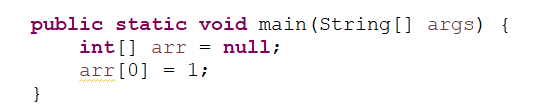 public static void main(String[] args) {
    int[] arr = null;
    arr[0] = 1;
}